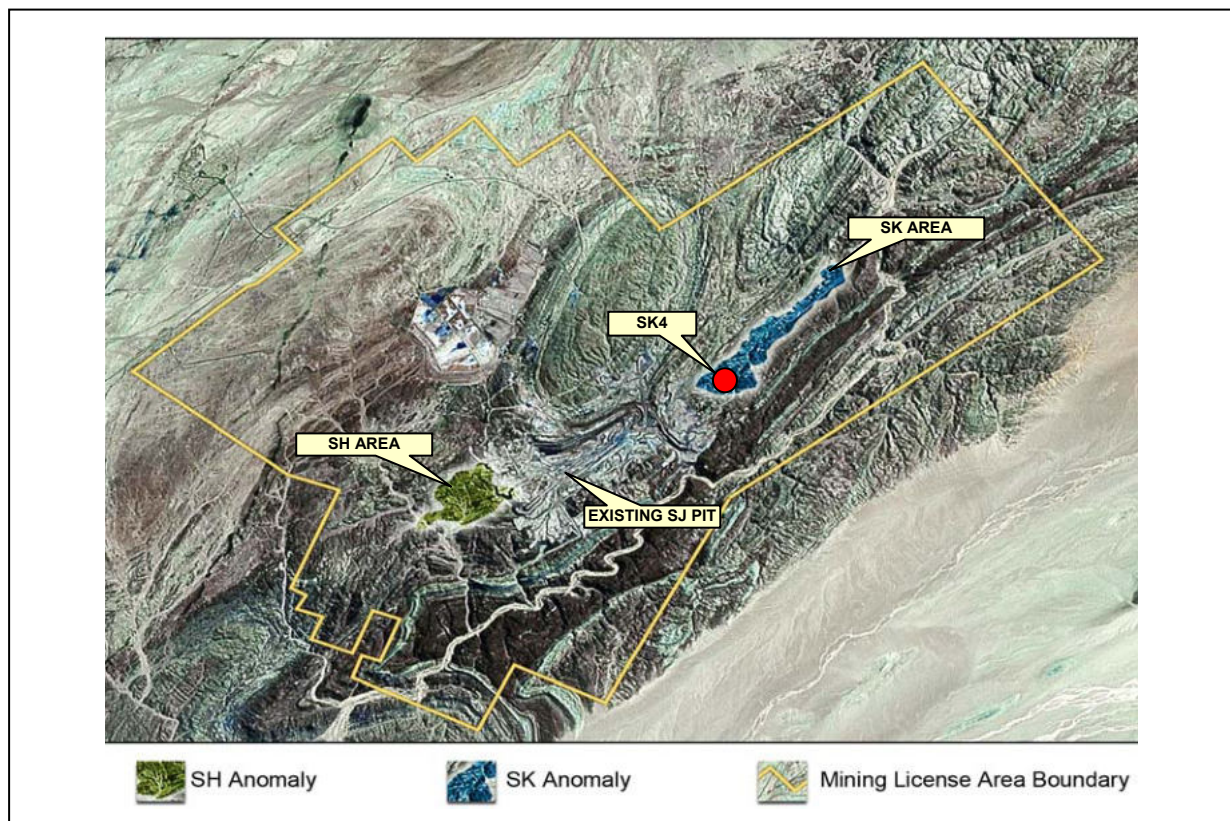 SK AREA
SK4
SH AREA
EXISTING SJ PIT
SH Anomaly
SK Anomaly
Mining License Area Boundary